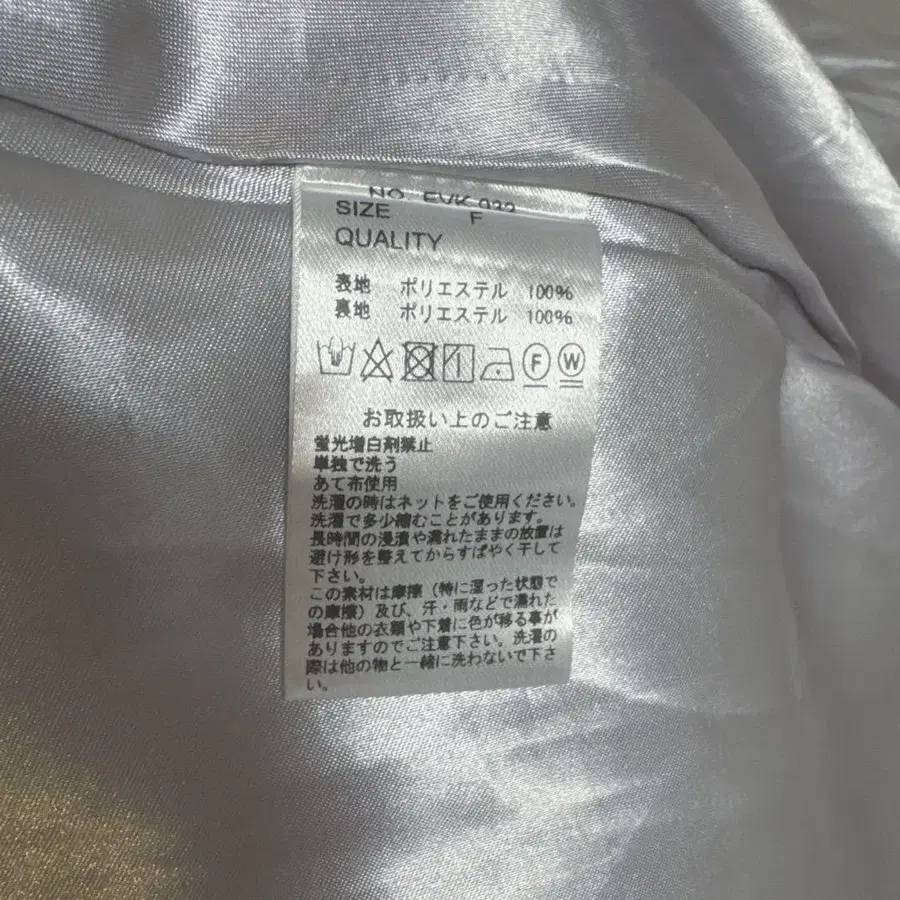 NO. EVK-022
SIZE F
QUALITY
表地 ポリエステル 100%
裏地 ポリエステル 100%
F W
お取扱い上のご注意
蛍光増白剤禁止
単独で洗う
あて布使用
洗濯の時はネットをご使用ください。
洗濯で多少縮むことがあります。
長時間の浸漬や濡れたままの放置は
避け形を整えてからすばやく干して
下さい。
この素材は摩擦（特に湿った状態で
の摩擦）及び、汗・雨などで濡れた
場合他の衣類や下着に色が移る事が
ありますのでご注意下さい。洗濯の
際は他の物と一緒に洗わないで下さ
い。